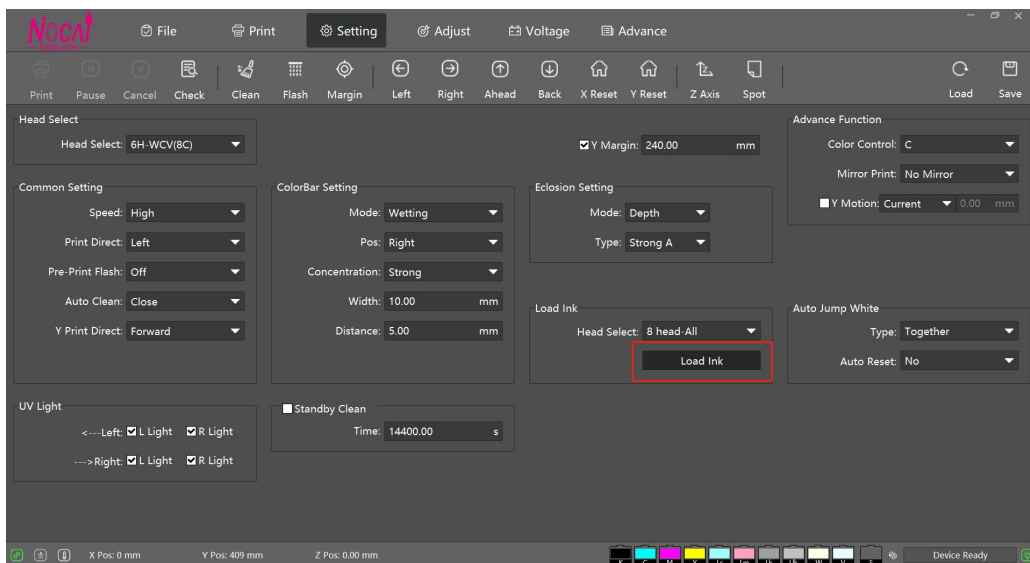 Nocai
File Print Setting Adjust Voltage Advance
Print Pause Cancel Check Clean Flash Margin Left Right Ahead Back X Reset Y Reset Z Axis Spot Load Save
Head Select
Head Select: 6H-WCV(8C)
Y Margin: 240.00 mm
Advance Function
Color Control: C
Mirror Print: No Mirror
Y Motion: Current 0.00 mm
Common Setting
Speed: High
Print Direct: Left
Pre-Print Flash: Off
Auto Clean: Close
Y Print Direct: Forward
ColorBar Setting
Mode: Wetting
Pos: Right
Concentration: Strong
Width: 10.00 mm
Distance: 5.00 mm
Eclosion Setting
Mode: Depth
Type: Strong A
Load Ink
Head Select: 8 head-All
Load Ink
Auto Jump White
Type: Together
Auto Reset: No
UV Light
<---Left: L Light R Light
--->Right: L Light R Light
Standby Clean
Time: 14400.00 s
X Pos: 0 mm Y Pos: 409 mm Z Pos: 0.00 mm
K C M Y Lc Lm Lk W V S
Device Ready